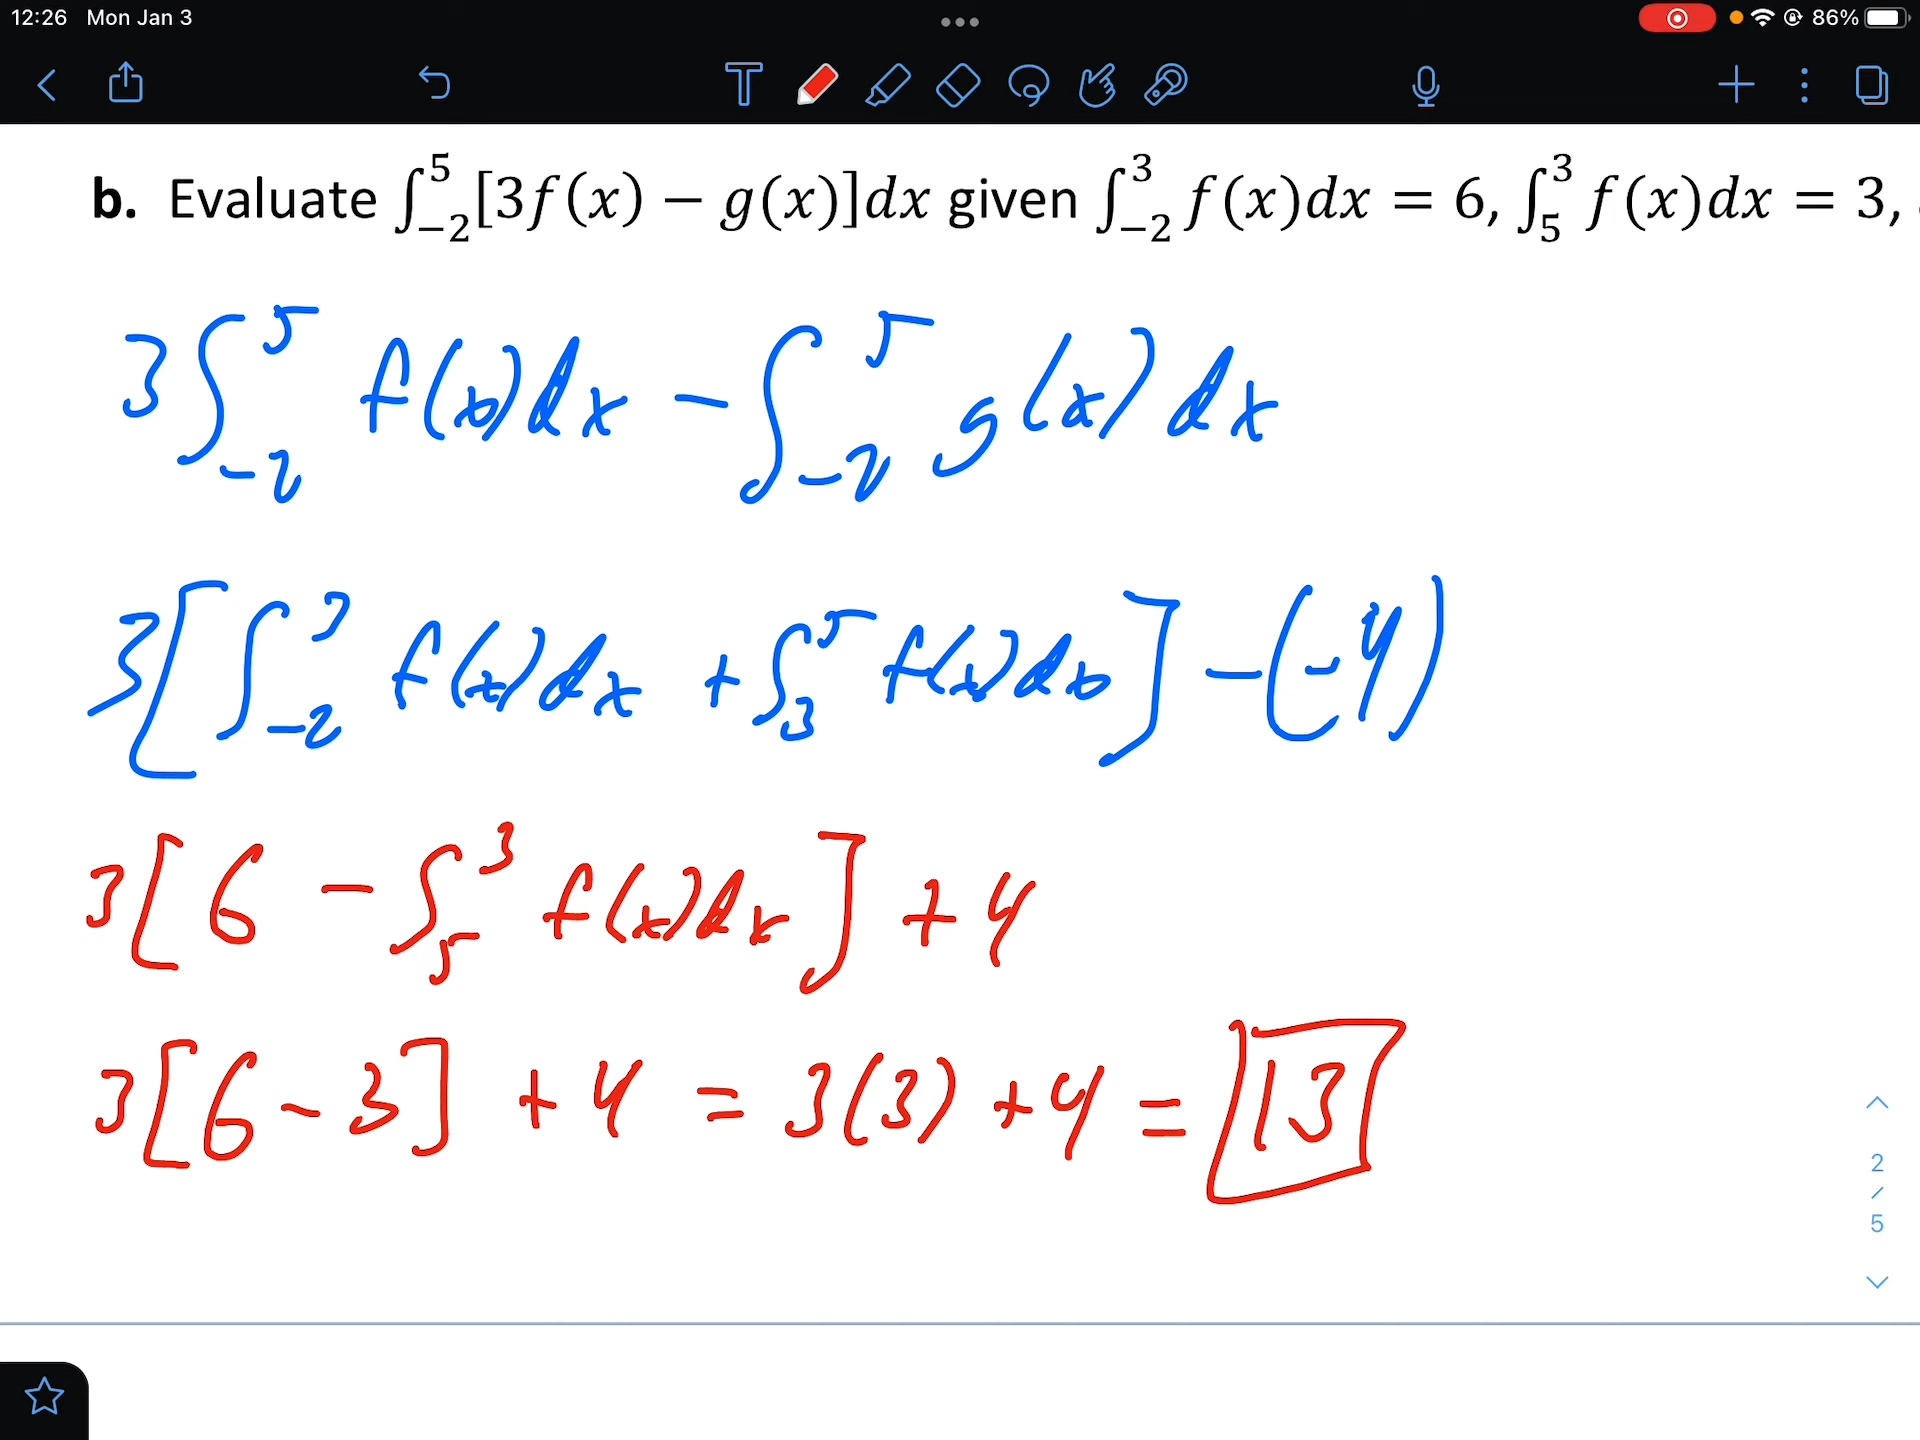 12:26 Mon Jan 3 86%
T
b. Evaluate ∫_{-2}^{5} [3f(x) − g(x)]dx given ∫_{-2}^{3} f(x)dx = 6, ∫_{5}^{3} f(x)dx = 3,
3∫_{-2}^{5} f(x)dx − ∫_{-2}^{5} g(x)dx
3[∫_{-2}^{3} f(x)dx + ∫_{3}^{5} f(x)dx] − (−4)
3[6 − ∫_{5}^{3} f(x)dx] + 4
3[6 − 3] + 4 = 3(3) + 4 = 13
2
/
5